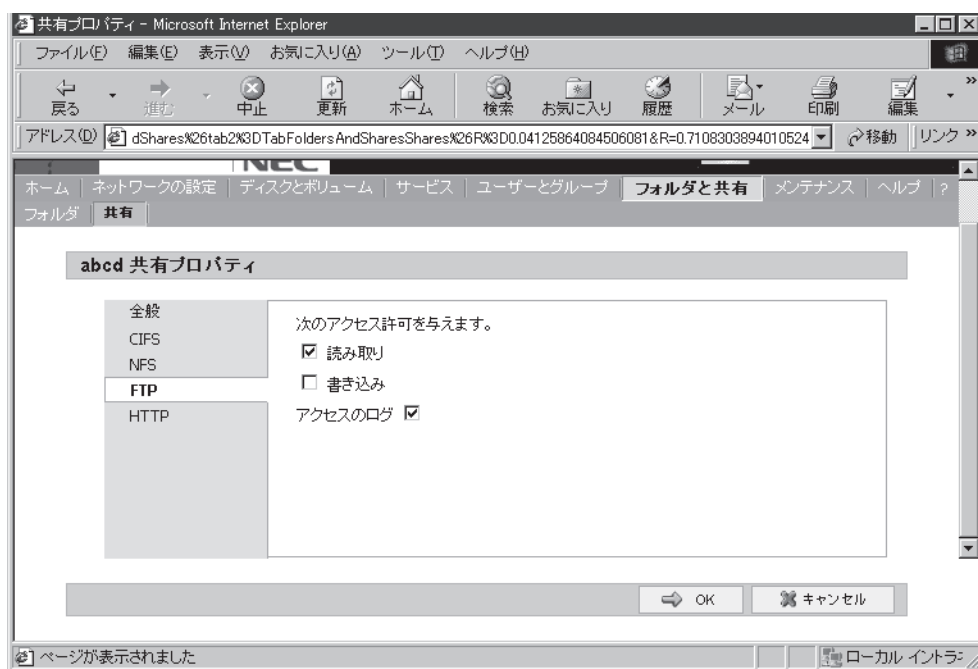 共有プロパティ - Microsoft Internet Explorer
ファイル(F) 編集(E) 表示(V) お気に入り(A) ツール(T) ヘルプ(H)
戻る 進む 中止 更新 ホーム 検索 お気に入り 履歴 メール 印刷 編集 »
アドレス(D) dShares%26tab2%3DTabFoldersAndSharesShares%26R%3D0.04125864084506081&R=0.7108303894010524 移動 リンク »
NEC
ホーム | ネットワークの設定 | ディスクとボリューム | サービス | ユーザーとグループ | フォルダと共有 | メンテナンス | ヘルプ | ?
フォルダ 共有
abcd 共有プロパティ
全般
CIFS
NFS
FTP
HTTP
次のアクセス許可を与えます。
読み取り
書き込み
アクセスのログ
OK キャンセル
ページが表示されました ローカル イントラ